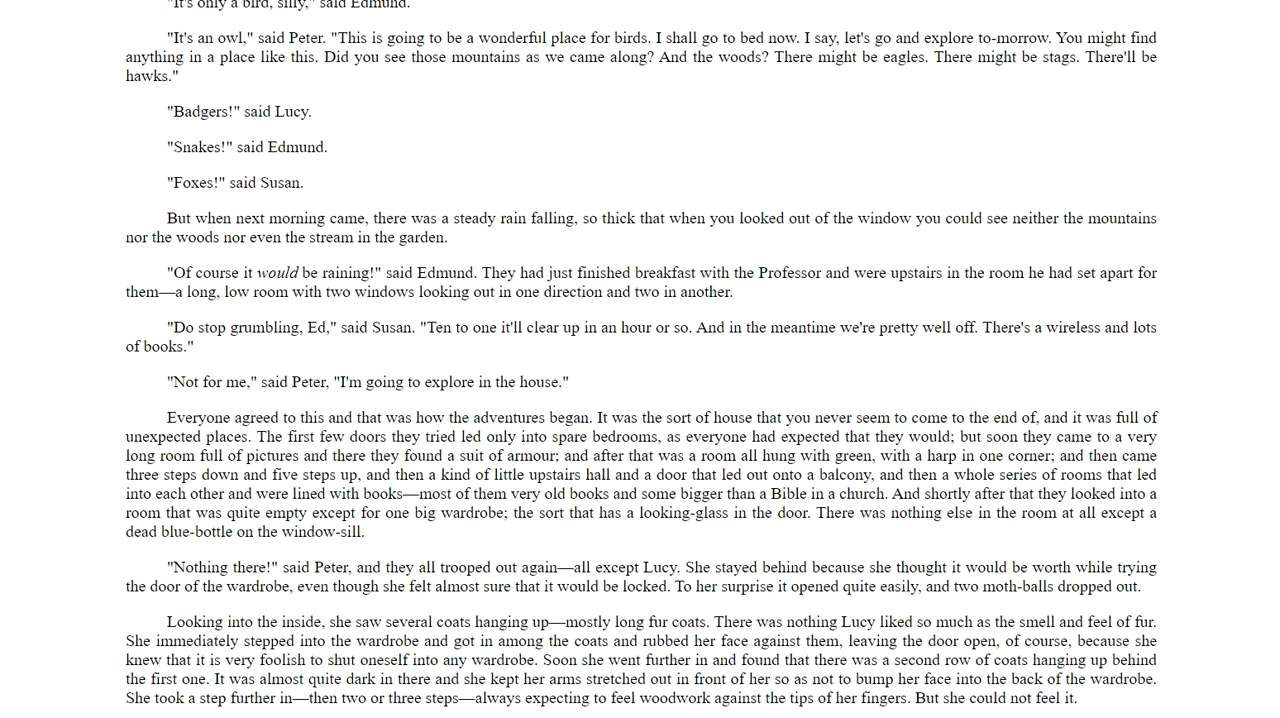 "It's only a bird, silly," said Edmund.
"It's an owl," said Peter. "This is going to be a wonderful place for birds. I shall go to bed now. I say, let's go and explore to-morrow. You might find
anything in a place like this. Did you see those mountains as we came along? And the woods? There might be eagles. There might be stags. There'll be
hawks."
"Badgers!" said Lucy.
"Snakes!" said Edmund.
"Foxes!" said Susan.
But when next morning came, there was a steady rain falling, so thick that when you looked out of the window you could see neither the mountains
nor the woods nor even the stream in the garden.
"Of course it would be raining!" said Edmund. They had just finished breakfast with the Professor and were upstairs in the room he had set apart for
them—a long, low room with two windows looking out in one direction and two in another.
"Do stop grumbling, Ed," said Susan. "Ten to one it'll clear up in an hour or so. And in the meantime we're pretty well off. There's a wireless and lots
of books."
"Not for me," said Peter, "I'm going to explore in the house."
Everyone agreed to this and that was how the adventures began. It was the sort of house that you never seem to come to the end of, and it was full of
unexpected places. The first few doors they tried led only into spare bedrooms, as everyone had expected that they would; but soon they came to a very
long room full of pictures and there they found a suit of armour; and after that was a room all hung with green, with a harp in one corner; and then came
three steps down and five steps up, and then a kind of little upstairs hall and a door that led out onto a balcony, and then a whole series of rooms that led
into each other and were lined with books—most of them very old books and some bigger than a Bible in a church. And shortly after that they looked into a
room that was quite empty except for one big wardrobe; the sort that has a looking-glass in the door. There was nothing else in the room at all except a
dead blue-bottle on the window-sill.
"Nothing there!" said Peter, and they all trooped out again—all except Lucy. She stayed behind because she thought it would be worth while trying
the door of the wardrobe, even though she felt almost sure that it would be locked. To her surprise it opened quite easily, and two moth-balls dropped out.
Looking into the inside, she saw several coats hanging up—mostly long fur coats. There was nothing Lucy liked so much as the smell and feel of fur.
She immediately stepped into the wardrobe and got in among the coats and rubbed her face against them, leaving the door open, of course, because she
knew that it is very foolish to shut oneself into any wardrobe. Soon she went further in and found that there was a second row of coats hanging up behind
the first one. It was almost quite dark in there and she kept her arms stretched out in front of her so as not to bump her face into the back of the wardrobe.
She took a step further in—then two or three steps—always expecting to feel woodwork against the tips of her fingers. But she could not feel it.